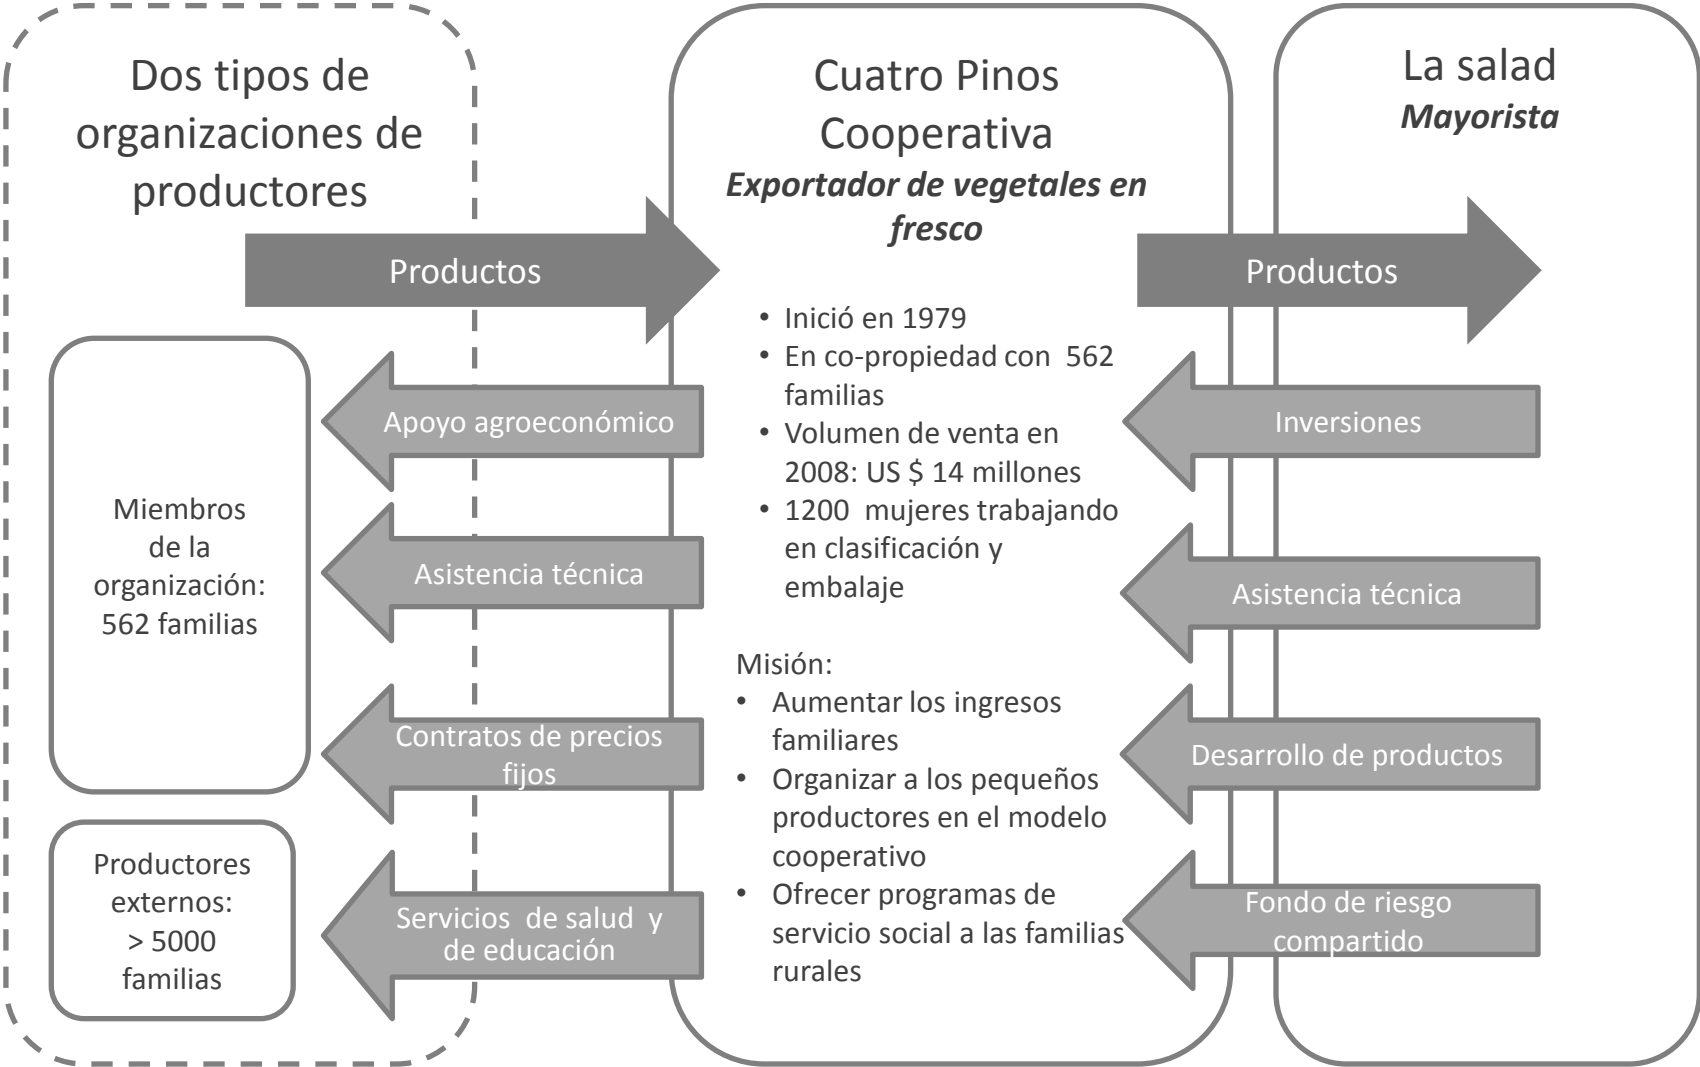 Dos tipos de
organizaciones de
productores
Productos
Miembros
de la
organización:
562 familias
Productores
externos:
> 5000
familias
Apoyo agroeconómico
Asistencia técnica
Contratos de precios
fijos
Servicios de salud y
de educación
Cuatro Pinos
Cooperativa
Exportador de vegetales en
fresco
• Inició en 1979
• En co-propiedad con 562
familias
• Volumen de venta en
2008: US $ 14 millones
• 1200 mujeres trabajando
en clasificación y
embalaje
Misión:
• Aumentar los ingresos
familiares
• Organizar a los pequeños
productores en el modelo
cooperativo
• Ofrecer programas de
servicio social a las familias
rurales
La salad
Mayorista
Productos
Inversiones
Asistencia técnica
Desarrollo de productos
Fondo de riesgo
compartido